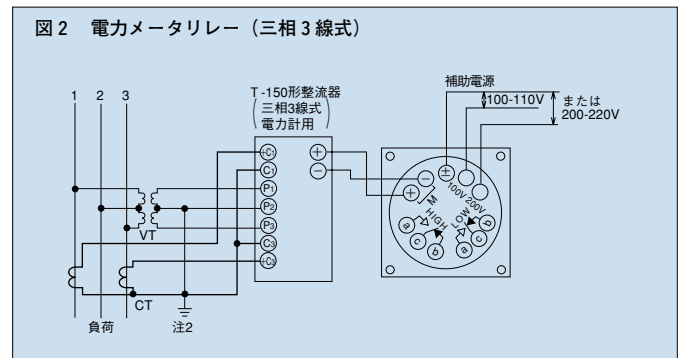 図2 電力メータリレー（三相3線式）
1 2 3
T-150形整流器
（三相3線式
電力計用）
補助電源
100-110V
または
200-220V
+C1
C1
P1
P2
P3
C3
+C3
+
−
−
+
±
100V 200V
M
HIGH
LOW
a
c
b
a
c
b
VT
CT
負荷
注2